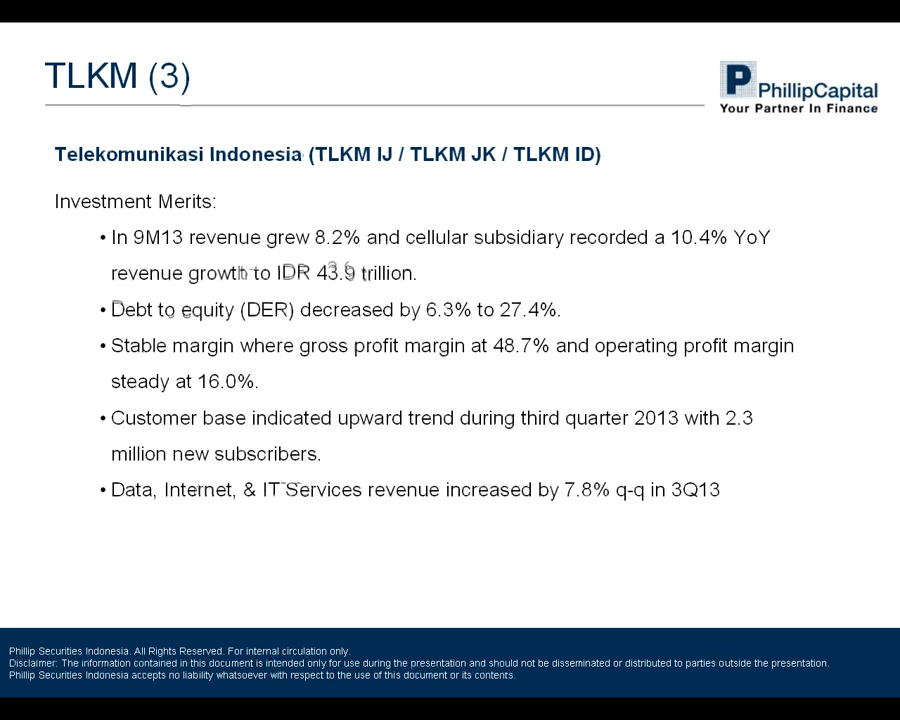 TLKM (3)
P PhillipCapital
Your Partner In Finance
Telekomunikasi Indonesia (TLKM IJ / TLKM JK / TLKM ID)
Investment Merits:
• In 9M13 revenue grew 8.2% and cellular subsidiary recorded a 10.4% YoY
revenue growth to IDR 43.9 trillion.
• Debt to equity (DER) decreased by 6.3% to 27.4%.
• Stable margin where gross profit margin at 48.7% and operating profit margin
steady at 16.0%.
• Customer base indicated upward trend during third quarter 2013 with 2.3
million new subscribers.
• Data, Internet, & IT Services revenue increased by 7.8% q-q in 3Q13
Phillip Securities Indonesia. All Rights Reserved. For internal circulation only.
Disclaimer: The information contained in this document is intended only for use during the presentation and should not be disseminated or distributed to parties outside the presentation.
Phillip Securities Indonesia accepts no liability whatsoever with respect to the use of this document or its contents.